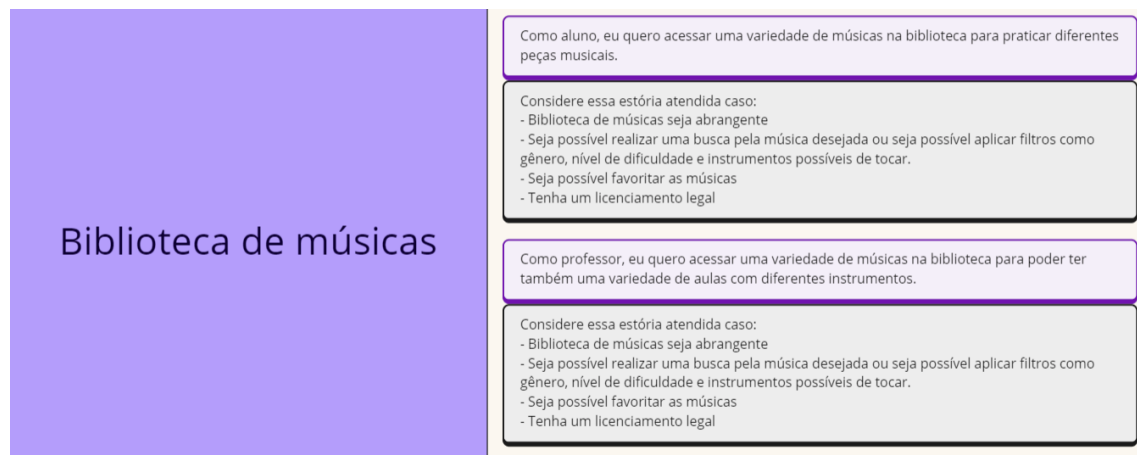 Biblioteca de músicas
Como aluno, eu quero acessar uma variedade de músicas na biblioteca para praticar diferentes
peças musicais.
Considere essa estória atendida caso:
- Biblioteca de músicas seja abrangente
- Seja possível realizar uma busca pela música desejada ou seja possível aplicar filtros como
gênero, nível de dificuldade e instrumentos possíveis de tocar.
- Seja possível favoritar as músicas
- Tenha um licenciamento legal
Como professor, eu quero acessar uma variedade de músicas na biblioteca para poder ter
também uma variedade de aulas com diferentes instrumentos.
Considere essa estória atendida caso:
- Biblioteca de músicas seja abrangente
- Seja possível realizar uma busca pela música desejada ou seja possível aplicar filtros como
gênero, nível de dificuldade e instrumentos possíveis de tocar.
- Seja possível favoritar as músicas
- Tenha um licenciamento legal